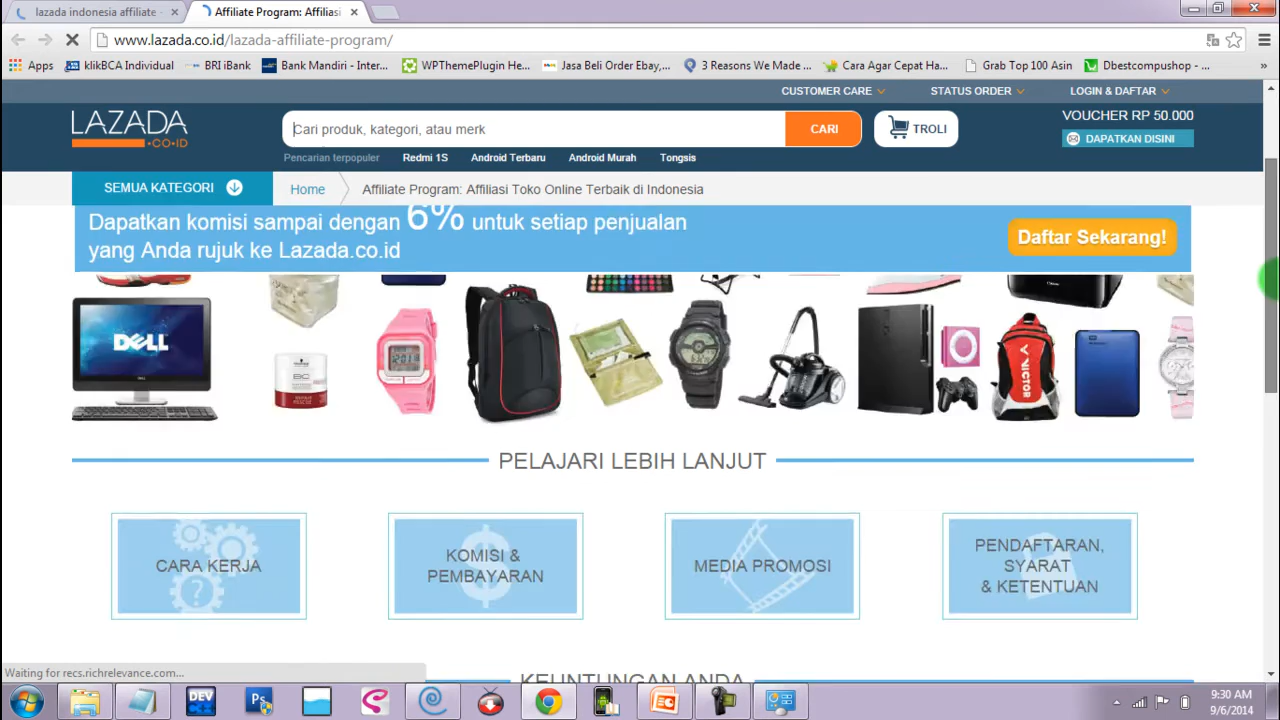 lazada indonesia affiliate
Affiliate Program: Affilias
www.lazada.co.id/lazada-affiliate-program/
Apps klikBCA Individual BRI iBank Bank Mandiri - Inter... WPThemePlugin He... Jasa Beli Order Ebay,... 3 Reasons We Made ... Cara Agar Cepat Ha... Grab Top 100 Asin Dbestcompushop - ... »
CUSTOMER CARE STATUS ORDER LOGIN & DAFTAR
LAZADA
.CO.ID
Cari produk, kategori, atau merk
CARI
TROLI
VOUCHER RP 50.000
DAPATKAN DISINI
Pencarian terpopuler Redmi 1S Android Terbaru Android Murah Tongsis
SEMUA KATEGORI
Home Affiliate Program: Affiliasi Toko Online Terbaik di Indonesia
Dapatkan komisi sampai dengan 6% untuk setiap penjualan
yang Anda rujuk ke Lazada.co.id
Daftar Sekarang!
DELL
VICTOR
PELAJARI LEBIH LANJUT
CARA KERJA
KOMISI &
PEMBAYARAN
MEDIA PROMOSI
PENDAFTARAN,
SYARAT
& KETENTUAN
KEUNTUNGAN ANDA
Waiting for recs.richrelevance.com...
DEV
Ps
9:30 AM
9/6/2014